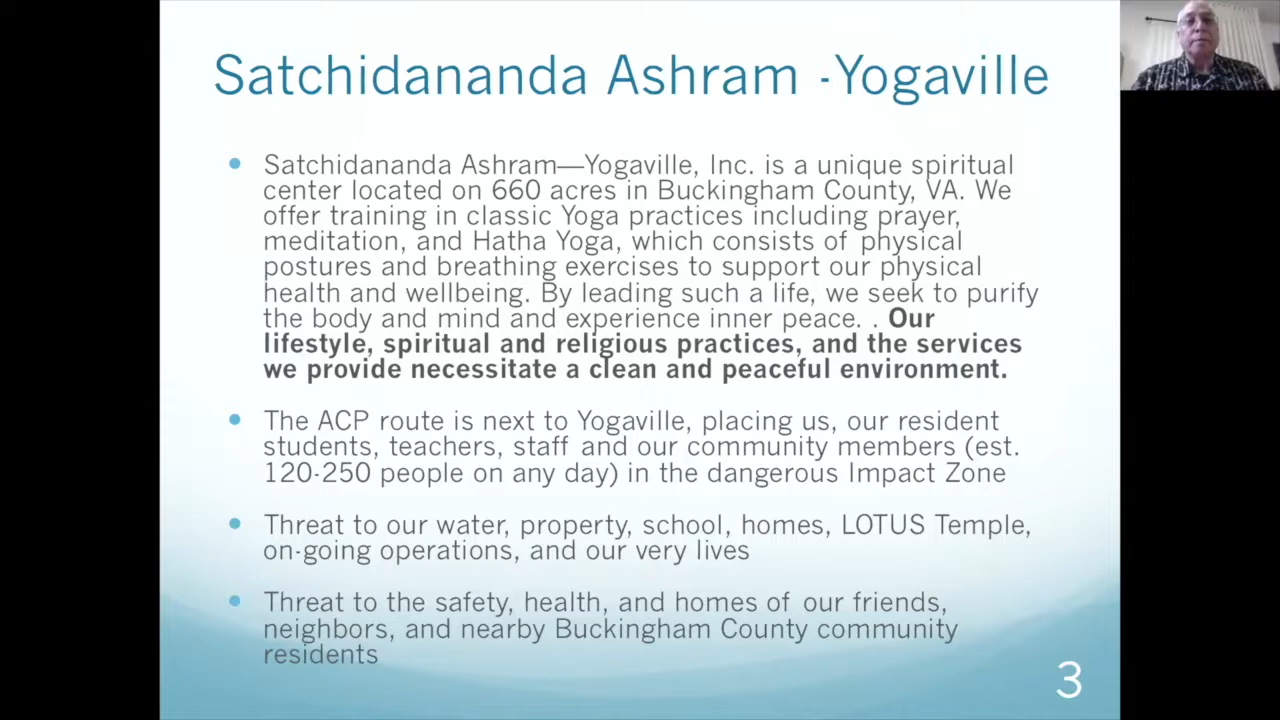 Satchidananda Ashram -Yogaville
• Satchidananda Ashram—Yogaville, Inc. is a unique spiritual
center located on 660 acres in Buckingham County, VA. We
offer training in classic Yoga practices including prayer,
meditation, and Hatha Yoga, which consists of physical
postures and breathing exercises to support our physical
health and wellbeing. By leading such a life, we seek to purify
the body and mind and experience inner peace. . Our
lifestyle, spiritual and religious practices, and the services
we provide necessitate a clean and peaceful environment.
• The ACP route is next to Yogaville, placing us, our resident
students, teachers, staff and our community members (est.
120-250 people on any day) in the dangerous Impact Zone
• Threat to our water, property, school, homes, LOTUS Temple,
on-going operations, and our very lives
• Threat to the safety, health, and homes of our friends,
neighbors, and nearby Buckingham County community
residents
3